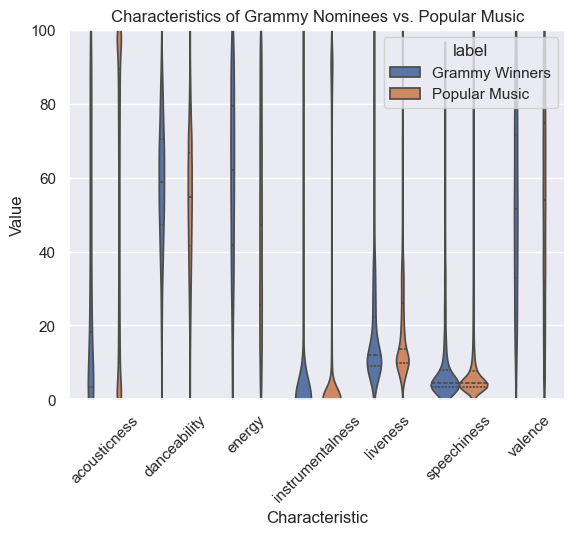 Characteristics of Grammy Nominees vs. Popular Music
label
Grammy Winners
Popular Music
Value
100
80
60
40
20
0
acousticness
danceability
energy
instrumentalness
liveness
speechiness
valence
Characteristic